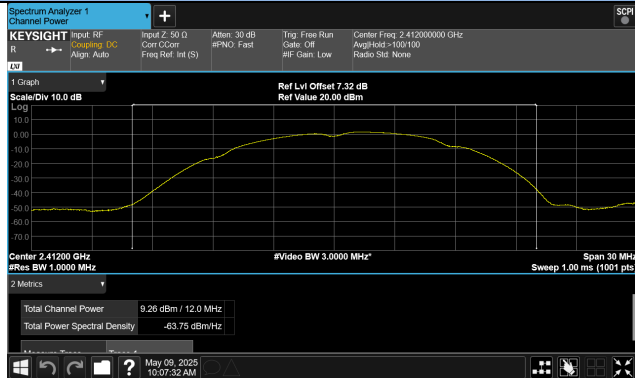 Spectrum Analyzer 1
Channel Power
+
SCPI
KEYSIGHT Input: RF Input Z: 50 Ω Atten: 30 dB Trig: Free Run Center Freq: 2.412000000 GHz
R Coupling: DC Corr CCorr #PNO: Fast Gate: Off Avg|Hold:>100/100
Align: Auto Freq Ref: Int (S) #IF Gain: Low Radio Std: None
LXI
1 Graph
Ref Lvl Offset 7.32 dB
Scale/Div 10.0 dB Ref Value 20.00 dBm
Log
10.0
0.00
-10.0
-20.0
-30.0
-40.0
-50.0
-60.0
-70.0
Center 2.41200 GHz #Video BW 3.0000 MHz* Span 30 MHz
#Res BW 1.0000 MHz Sweep 1.00 ms (1001 pts)
2 Metrics
Total Channel Power 9.26 dBm / 12.0 MHz
Total Power Spectral Density -63.75 dBm/Hz
May 09, 2025
10:07:32 AM
?